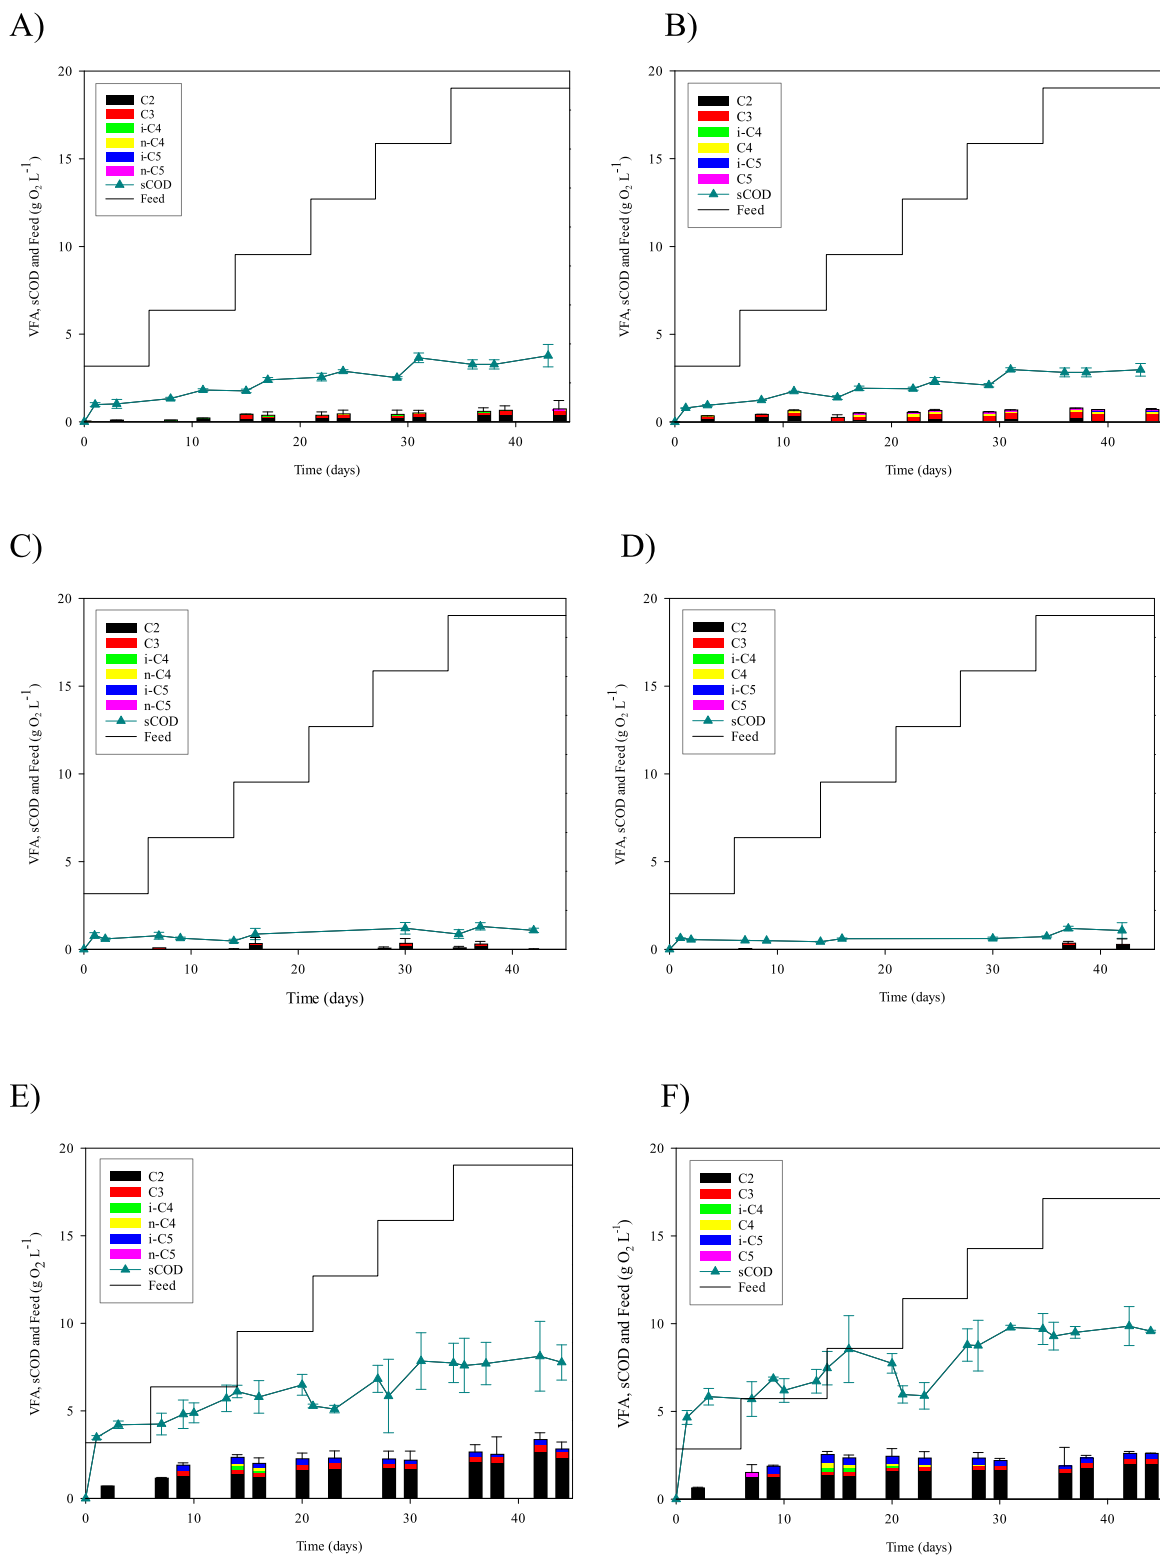 A)
VFA, sCOD and Feed (g O2 L-1)
20
15
10
5
0
C2
C3
i-C4
n-C4
i-C5
n-C5
sCOD
Feed
0 10 20 30 40
Time (days)
B)
VFA, sCOD and Feed (g O2 L-1)
20
15
10
5
0
C2
C3
i-C4
C4
i-C5
C5
sCOD
Feed
0 10 20 30 40
Time (days)
C)
VFA, sCOD and Feed (g O2 L-1)
20
15
10
5
0
C2
C3
i-C4
n-C4
i-C5
n-C5
sCOD
Feed
0 10 20 30 40
Time (days)
D)
VFA, sCOD and Feed (g O2 L-1)
20
15
10
5
0
C2
C3
i-C4
C4
i-C5
C5
sCOD
Feed
0 10 20 30 40
Time (days)
E)
VFA, sCOD and Feed (g O2 L-1)
20
15
10
5
0
C2
C3
i-C4
n-C4
i-C5
n-C5
sCOD
Feed
0 10 20 30 40
Time (days)
F)
VFA, sCOD and Feed (g O2 L-1)
20
15
10
5
0
C2
C3
i-C4
C4
i-C5
C5
sCOD
Feed
0 10 20 30 40
Time (days)